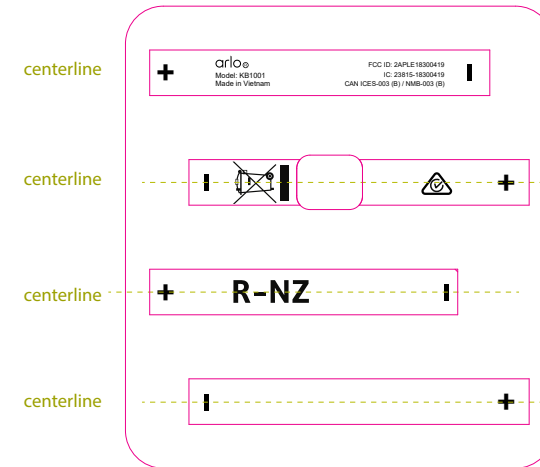 centerline
arlo
Model: KB1001
Made in Vietnam
FCC ID: 2APLE18300419
IC: 23815-18300419
CAN ICES-003 (B) / NMB-003 (B)
centerline
centerline
R-NZ
centerline